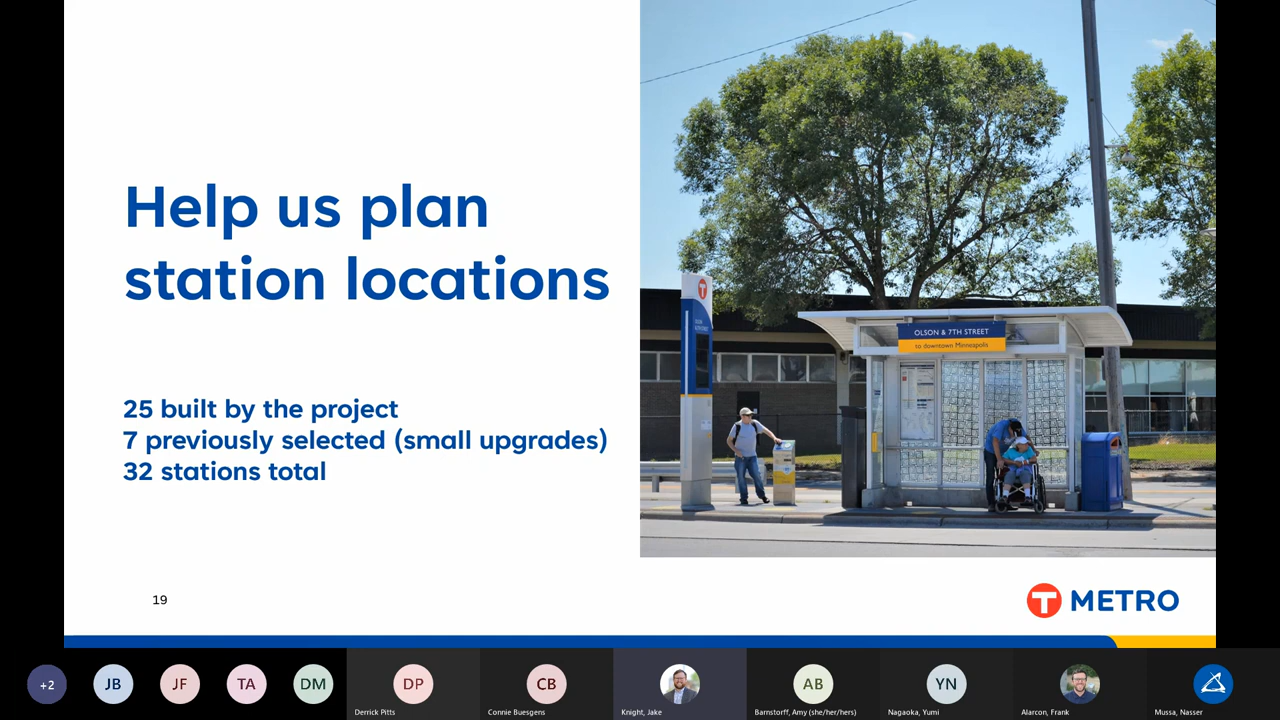 Help us plan
station locations
25 built by the project
7 previously selected (small upgrades)
32 stations total
OLSON & 7TH STREET
to downtown Minneapolis
19
T METRO
+2
JB
JF
TA
DM
DP
Derrick Pitts
CB
Connie Buesgens
Knight, Jake
AB
Barnstorff, Amy (she/her/hers)
YN
Nagaoka, Yumi
Alarcon, Frank
Mussa, Nasser